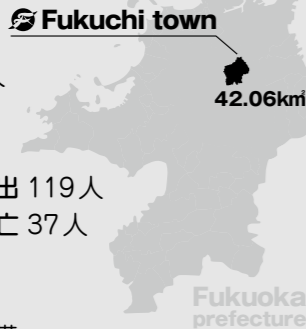 Fukuchi town
42.06km²
出 119人
亡 37人
Fukuoka
prefecture